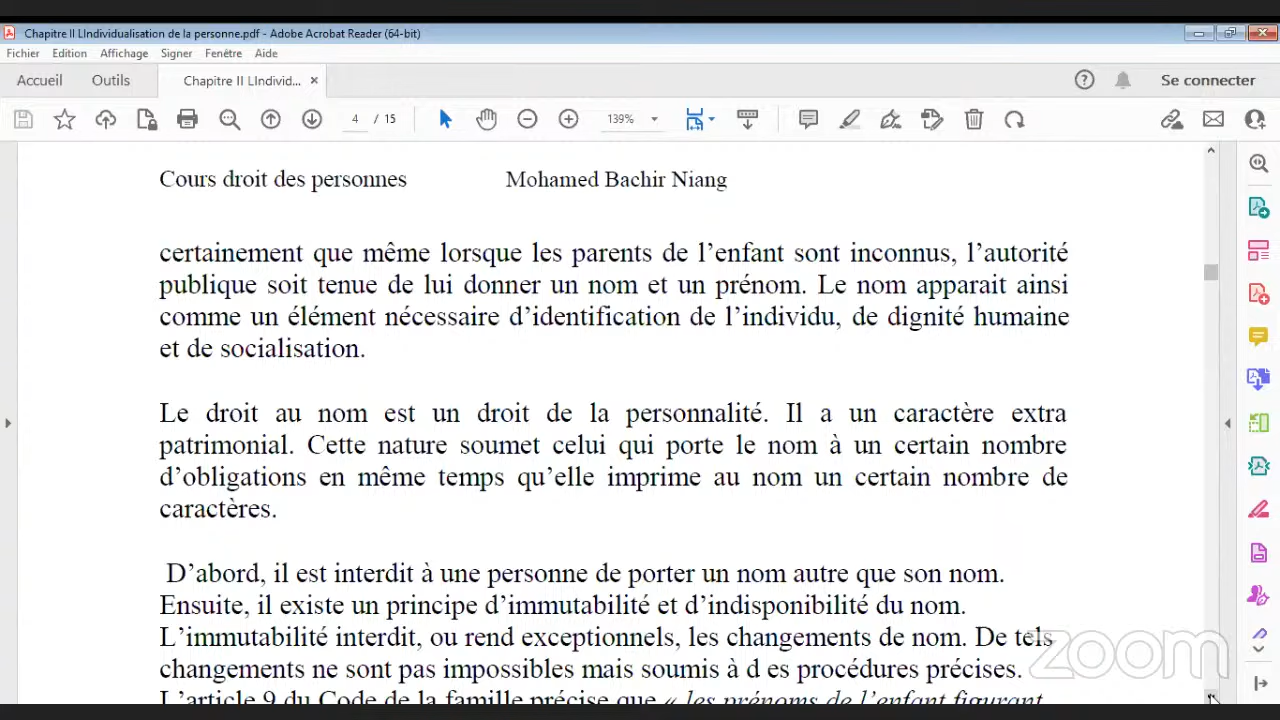 Chapitre II LIndividualisation de la personne.pdf - Adobe Acrobat Reader (64-bit)
Fichier Edition Affichage Signer Fenêtre Aide
Accueil Outils Chapitre II LIndivid... × Se connecter
4 / 15 139%
Cours droit des personnes Mohamed Bachir Niang
certainement que même lorsque les parents de l’enfant sont inconnus, l’autorité
publique soit tenue de lui donner un nom et un prénom. Le nom apparait ainsi
comme un élément nécessaire d’identification de l’individu, de dignité humaine
et de socialisation.
Le droit au nom est un droit de la personnalité. Il a un caractère extra
patrimonial. Cette nature soumet celui qui porte le nom à un certain nombre
d’obligations en même temps qu’elle imprime au nom un certain nombre de
caractères.
D’abord, il est interdit à une personne de porter un nom autre que son nom.
Ensuite, il existe un principe d’immutabilité et d’indisponibilité du nom.
L’immutabilité interdit, ou rend exceptionnels, les changements de nom. De tels
changements ne sont pas impossibles mais soumis à d es procédures précises.
L’article 9 du Code de la famille précise que « les prénoms de l’enfant figurant
zoom